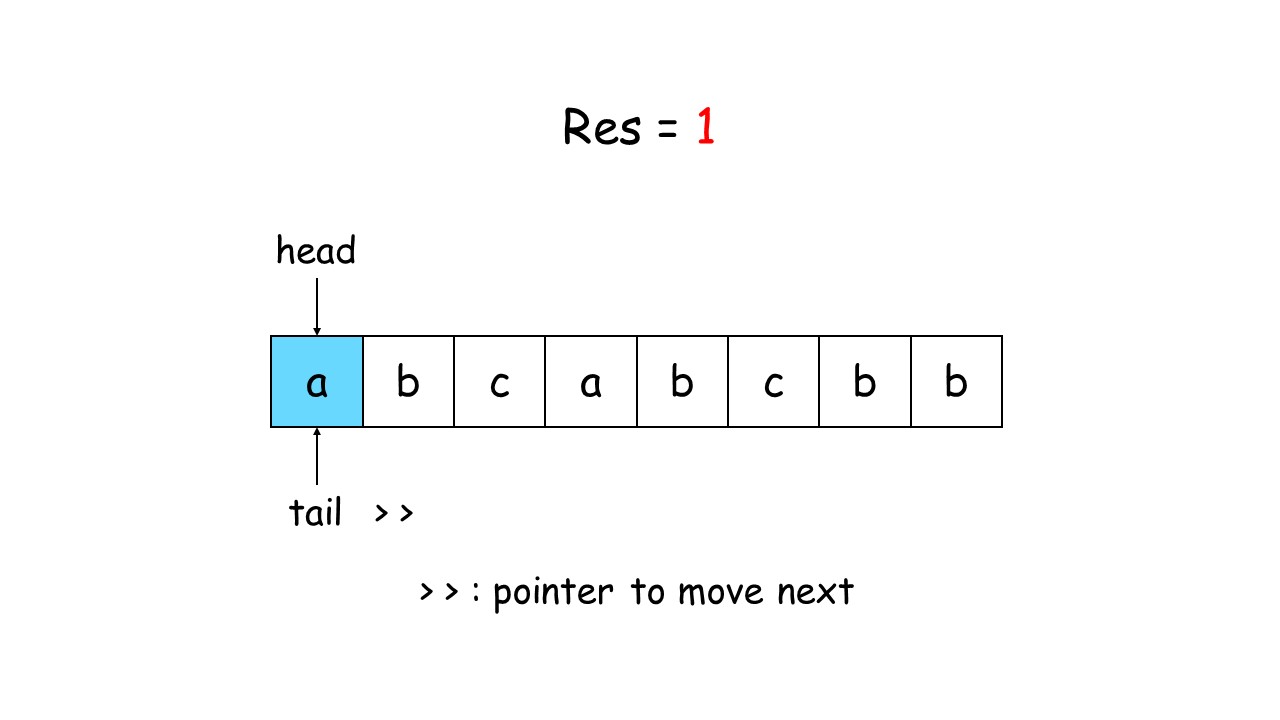 Res = 1
head
a b c a b c b b
tail >>
>> : pointer to move next